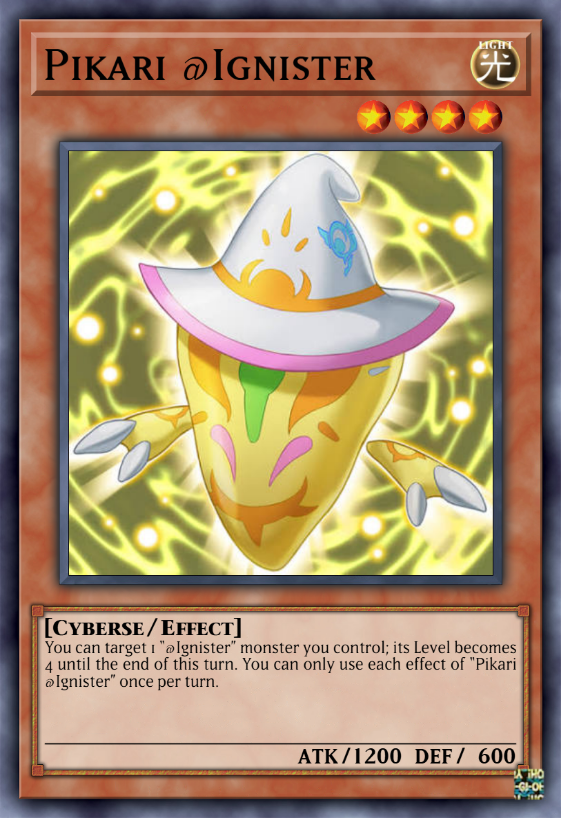 Pikari @Ignister
LIGHT
光
[Cyberse/Effect]
You can target 1 "@Ignister" monster you control; its Level becomes
4 until the end of this turn. You can only use each effect of "Pikari
@Ignister" once per turn.
ATK/1200 DEF/ 600